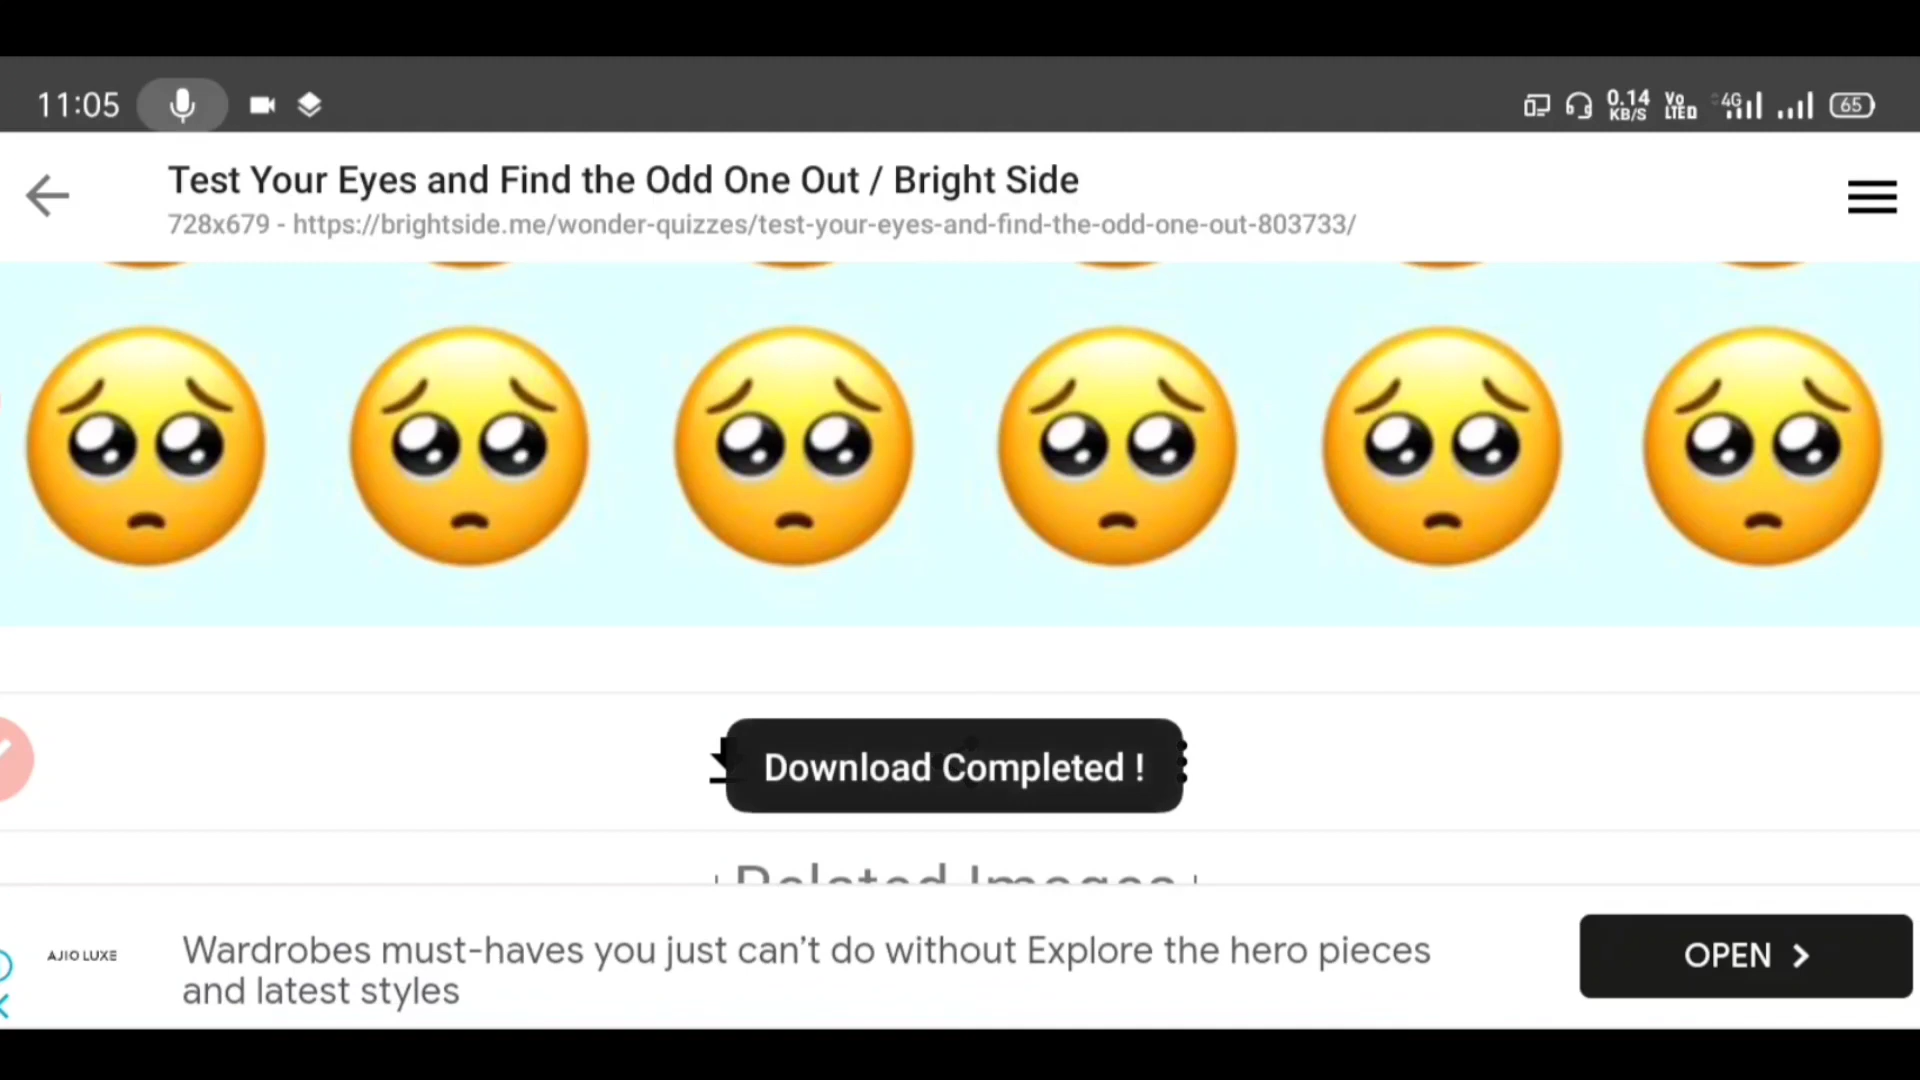 11:05
0.14
KB/S
Vo
LTE
4G
65
Test Your Eyes and Find the Odd One Out / Bright Side
728x679 - https://brightside.me/wonder-quizzes/test-your-eyes-and-find-the-odd-one-out-803733/
Download Completed !
Related Images
AJIO LUXE
Wardrobes must-haves you just can’t do without Explore the hero pieces
and latest styles
OPEN